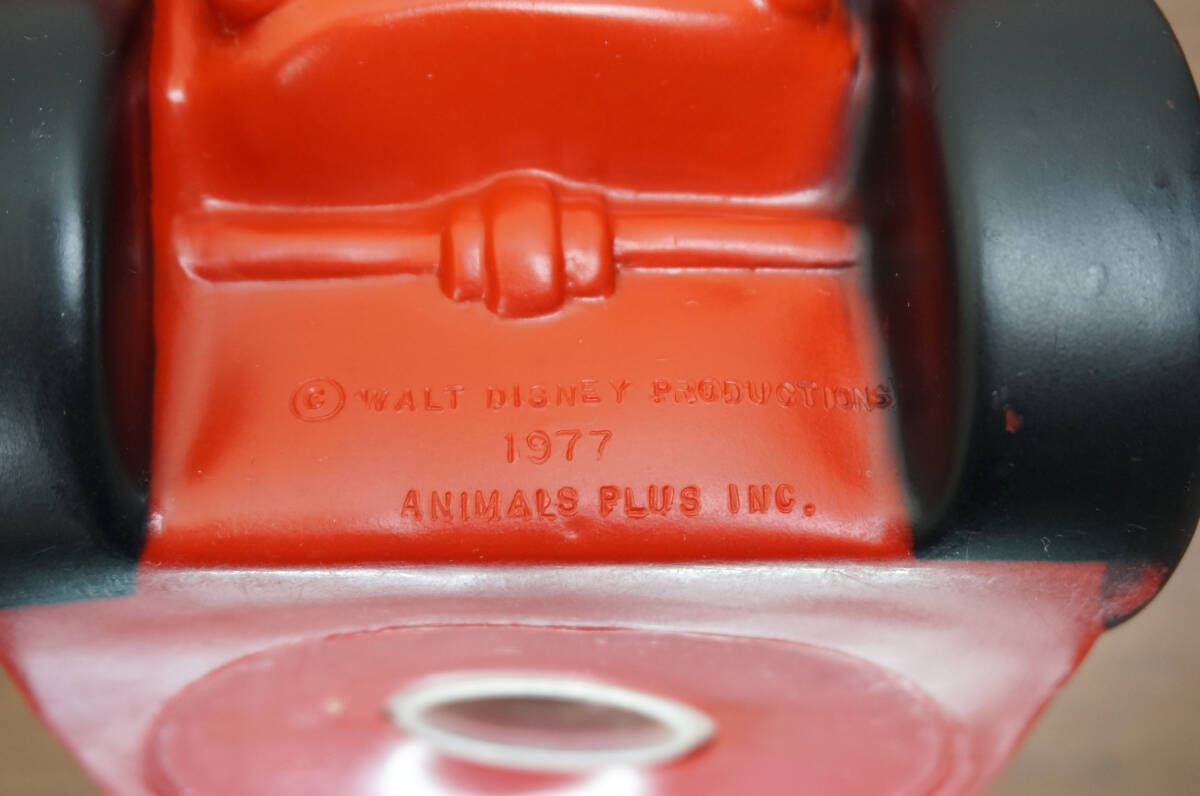 © WALT DISNEY PRODUCTIONS
1977
ANIMALS PLUS INC.